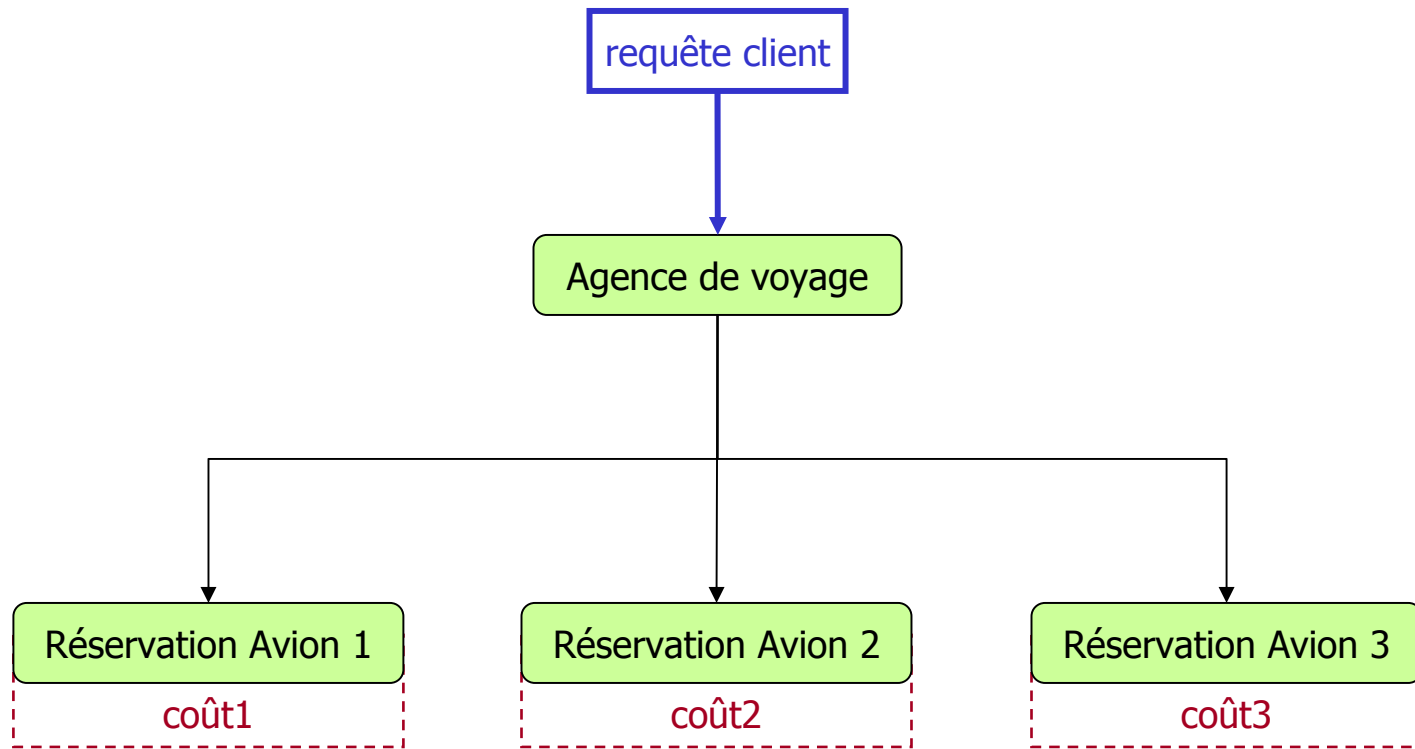 requête client
Agence de voyage
Réservation Avion 1
Réservation Avion 2
Réservation Avion 3
coût1
coût2
coût3